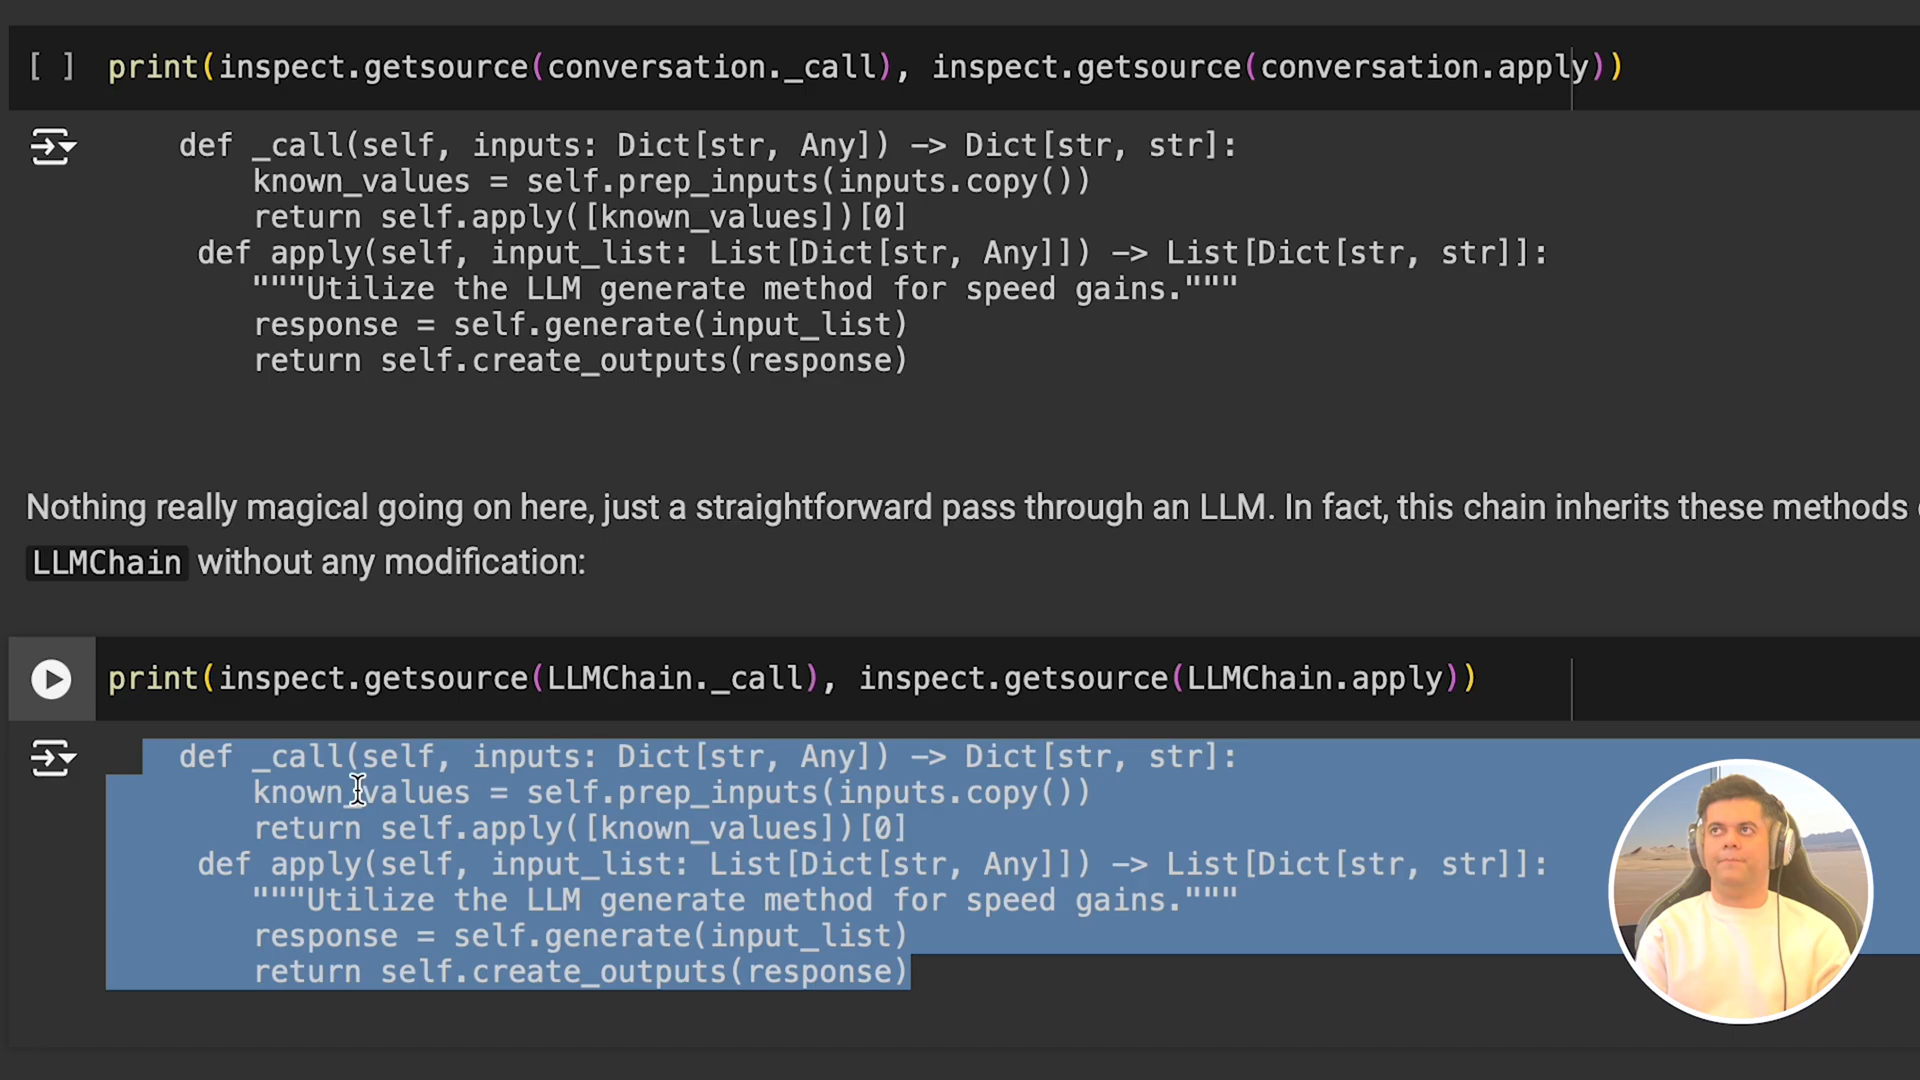 [ ] print(inspect.getsource(conversation._call), inspect.getsource(conversation.apply))
def _call(self, inputs: Dict[str, Any]) -> Dict[str, str]:
known_values = self.prep_inputs(inputs.copy())
return self.apply([known_values])[0]
def apply(self, input_list: List[Dict[str, Any]]) -> List[Dict[str, str]]:
"""Utilize the LLM generate method for speed gains."""
response = self.generate(input_list)
return self.create_outputs(response)
Nothing really magical going on here, just a straightforward pass through an LLM. In fact, this chain inherits these methods
LLMChain without any modification:
print(inspect.getsource(LLMChain._call), inspect.getsource(LLMChain.apply))
def _call(self, inputs: Dict[str, Any]) -> Dict[str, str]:
known_values = self.prep_inputs(inputs.copy())
return self.apply([known_values])[0]
def apply(self, input_list: List[Dict[str, Any]]) -> List[Dict[str, str]]:
"""Utilize the LLM generate method for speed gains."""
response = self.generate(input_list)
return self.create_outputs(response)